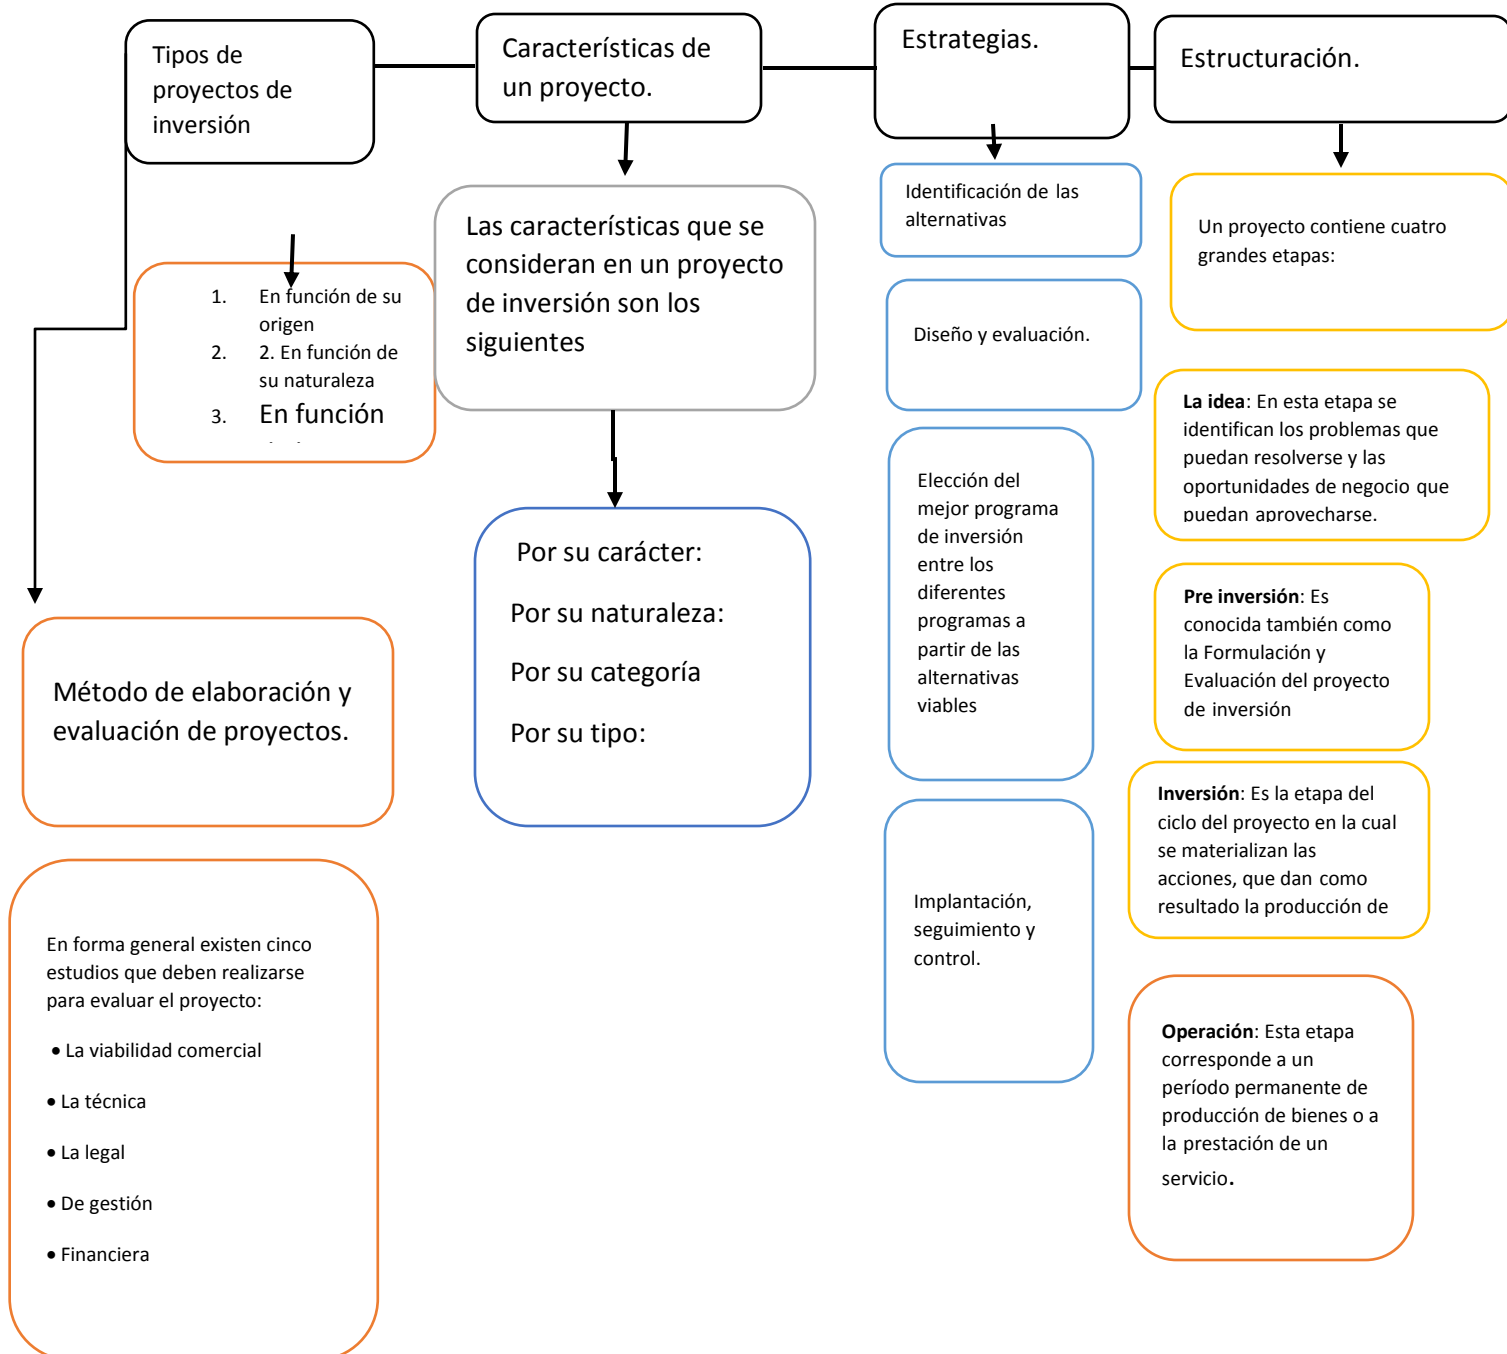 Tipos de
proyectos de
inversión
Características de
un proyecto.
Estrategias.
Estructuración.
1. En función de su
origen
2. 2. En función de
su naturaleza
3. En función
Las características que se
consideran en un proyecto
de inversión son los
siguientes
Por su carácter:
Por su naturaleza:
Por su categoría
Por su tipo:
Método de elaboración y
evaluación de proyectos.
En forma general existen cinco
estudios que deben realizarse
para evaluar el proyecto:
• La viabilidad comercial
• La técnica
• La legal
• De gestión
• Financiera
Identificación de las
alternativas
Diseño y evaluación.
Elección del
mejor programa
de inversión
entre los
diferentes
programas a
partir de las
alternativas
viables
Implantación,
seguimiento y
control.
Un proyecto contiene cuatro
grandes etapas:
La idea: En esta etapa se
identifican los problemas que
puedan resolverse y las
oportunidades de negocio que
puedan aprovecharse.
Pre inversión: Es
conocida también como
la Formulación y
Evaluación del proyecto
de inversión
Inversión: Es la etapa del
ciclo del proyecto en la cual
se materializan las
acciones, que dan como
resultado la producción de
Operación: Esta etapa
corresponde a un
período permanente de
producción de bienes o a
la prestación de un
servicio.